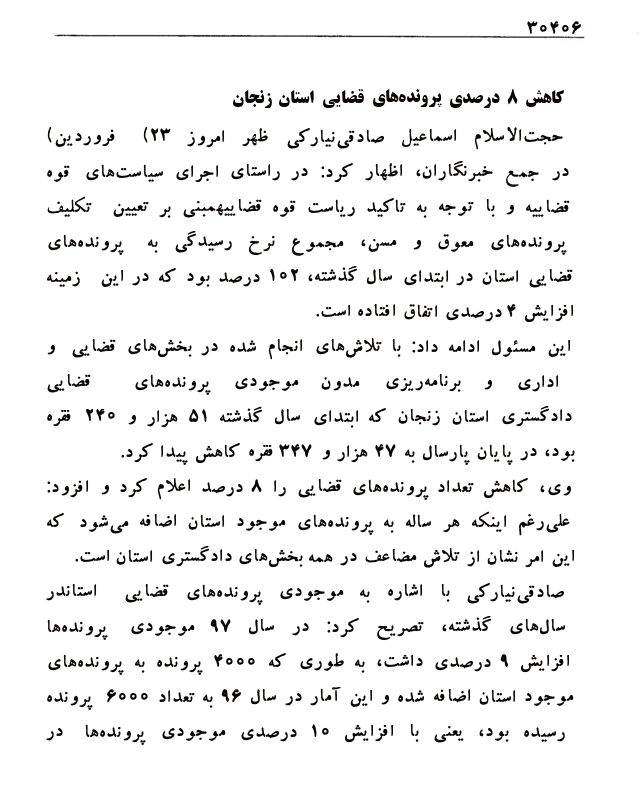 ۳۰۴۰۶
کاهش ۸ درصدی پرونده‌های قضایی استان زنجان
حجت‌الاسلام اسماعیل صادقی‌نیارکی ظهر امروز ۲۳) فروردین)
در جمع خبرنگاران، اظهار کرد: در راستای اجرای سیاست‌های قوه
قضاییه و با توجه به تاکید ریاست قوه قضاییهمبنی بر تعیین تکلیف
پرونده‌های معوق و مسن، مجموع نرخ رسیدگی به پرونده‌های
قضایی استان در ابتدای سال گذشته، ۱۰۲ درصد بود که در این زمینه
افزایش ۴ درصدی اتفاق افتاده است.
این مسئول ادامه داد: با تلاش‌های انجام شده در بخش‌های قضایی و
اداری و برنامه‌ریزی مدون موجودی پرونده‌های قضایی
دادگستری استان زنجان که ابتدای سال گذشته ۵۱ هزار و ۲۴۰ فقره
بود، در پایان پارسال به ۴۷ هزار و ۳۴۷ فقره کاهش پیدا کرد.
وی، کاهش تعداد پرونده‌های قضایی را ۸ درصد اعلام کرد و افزود:
علی‌رغم اینکه هر ساله به پرونده‌های موجود استان اضافه می‌شود که
این امر نشان از تلاش مضاعف در همه بخش‌های دادگستری استان است.
صادقی‌نیارکی با اشاره به موجودی پرونده‌های قضایی استاندر
سال‌های گذشته، تصریح کرد: در سال ۹۷ موجودی پرونده‌ها
افزایش ۹ درصدی داشت، به طوری که ۴۰۰۰ پرونده به پرونده‌های
موجود استان اضافه شده و این آمار در سال ۹۶ به تعداد ۶۰۰۰ پرونده
رسیده بود، یعنی با افزایش ۱۰ درصدی موجودی پرونده‌ها در